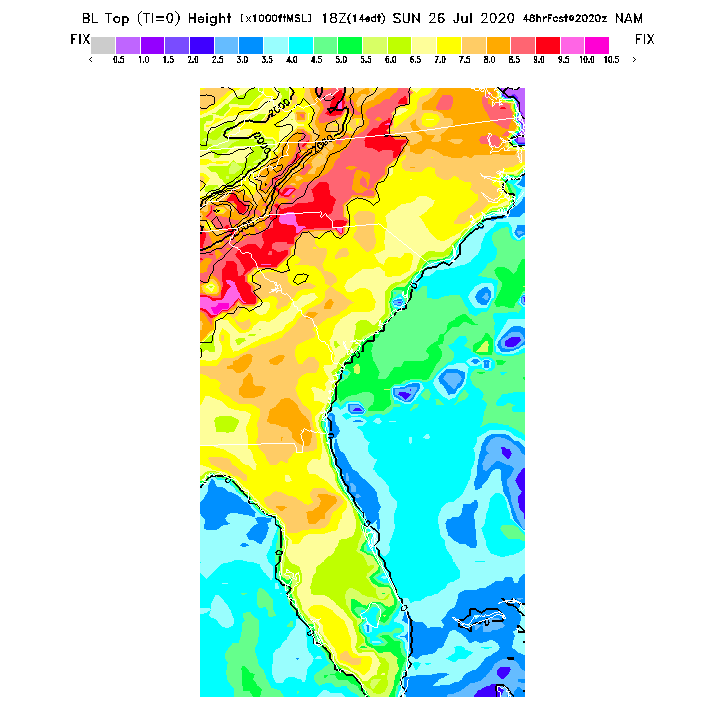 BL Top (TI=0) Height [x1000ftMSL] 18Z(14edt) SUN 26 Jul 2020 48hrFcst@2020z NAM
FIX FIX
< 0.5 1.0 1.5 2.0 2.5 3.0 3.5 4.0 4.5 5.0 5.5 6.0 6.5 7.0 7.5 8.0 8.5 9.0 9.5 10.0 10.5 >
2000
2000